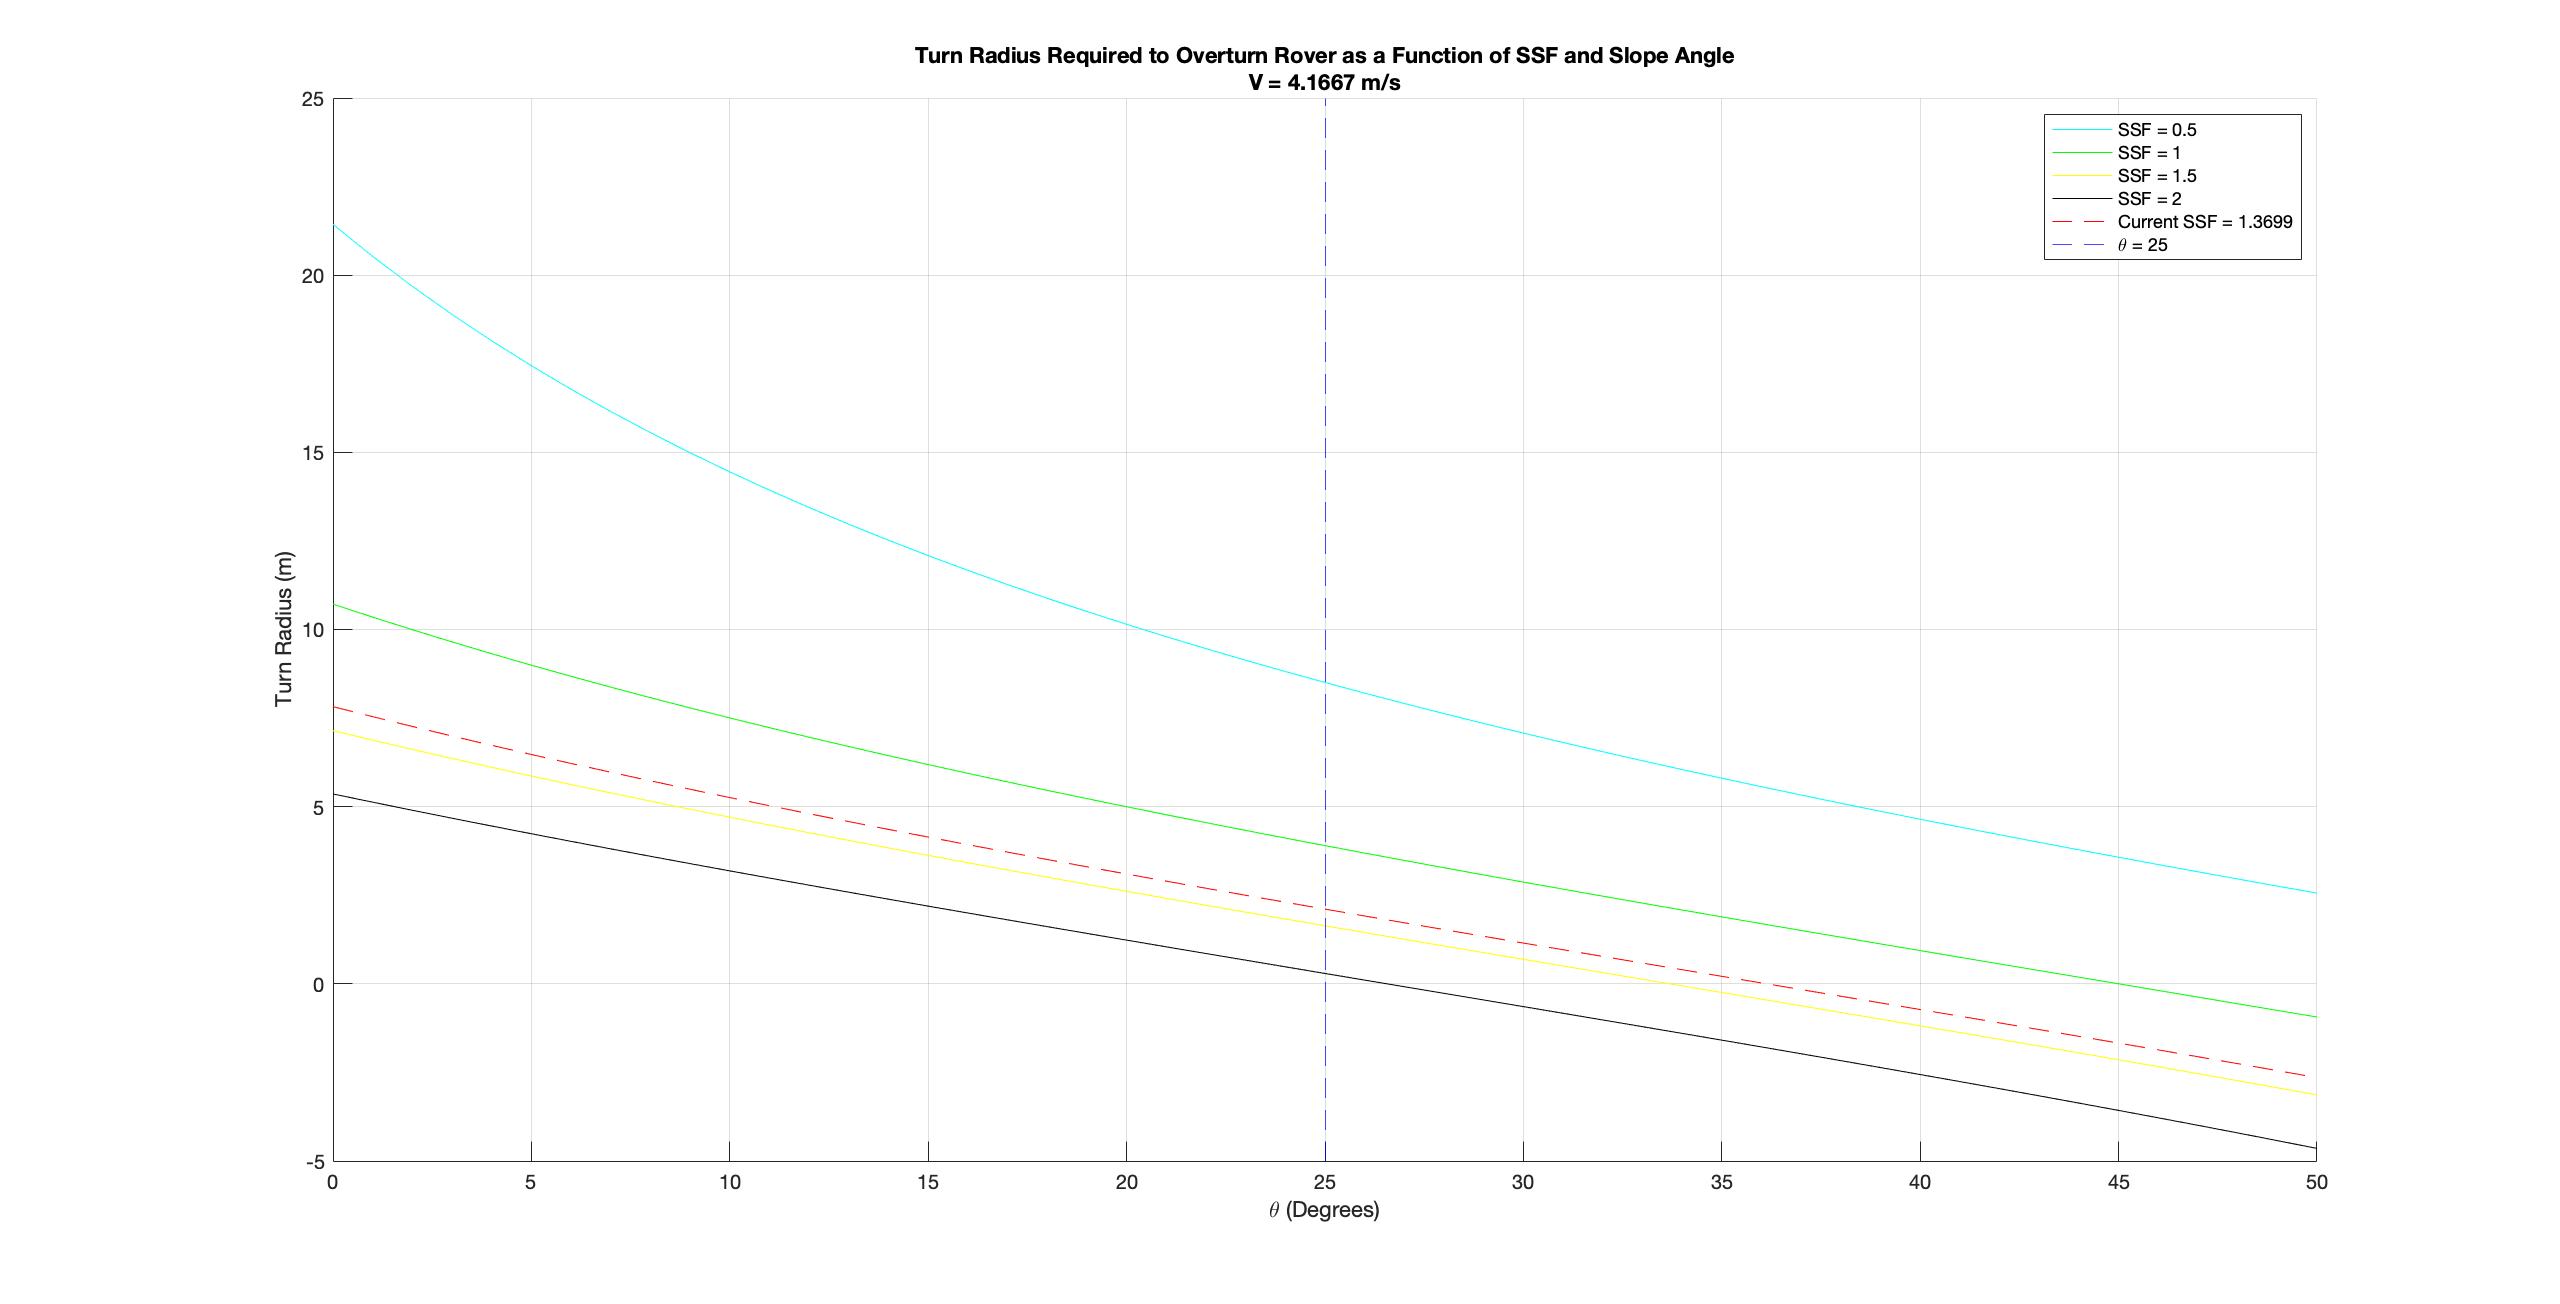 Turn Radius Required to Overturn Rover as a Function of SSF and Slope Angle
V = 4.1667 m/s
25
20
15
10
5
0
-5
Turn Radius (m)
SSF = 0.5
SSF = 1
SSF = 1.5
SSF = 2
Current SSF = 1.3699
θ = 25
0 5 10 15 20 25 30 35 40 45 50
θ (Degrees)